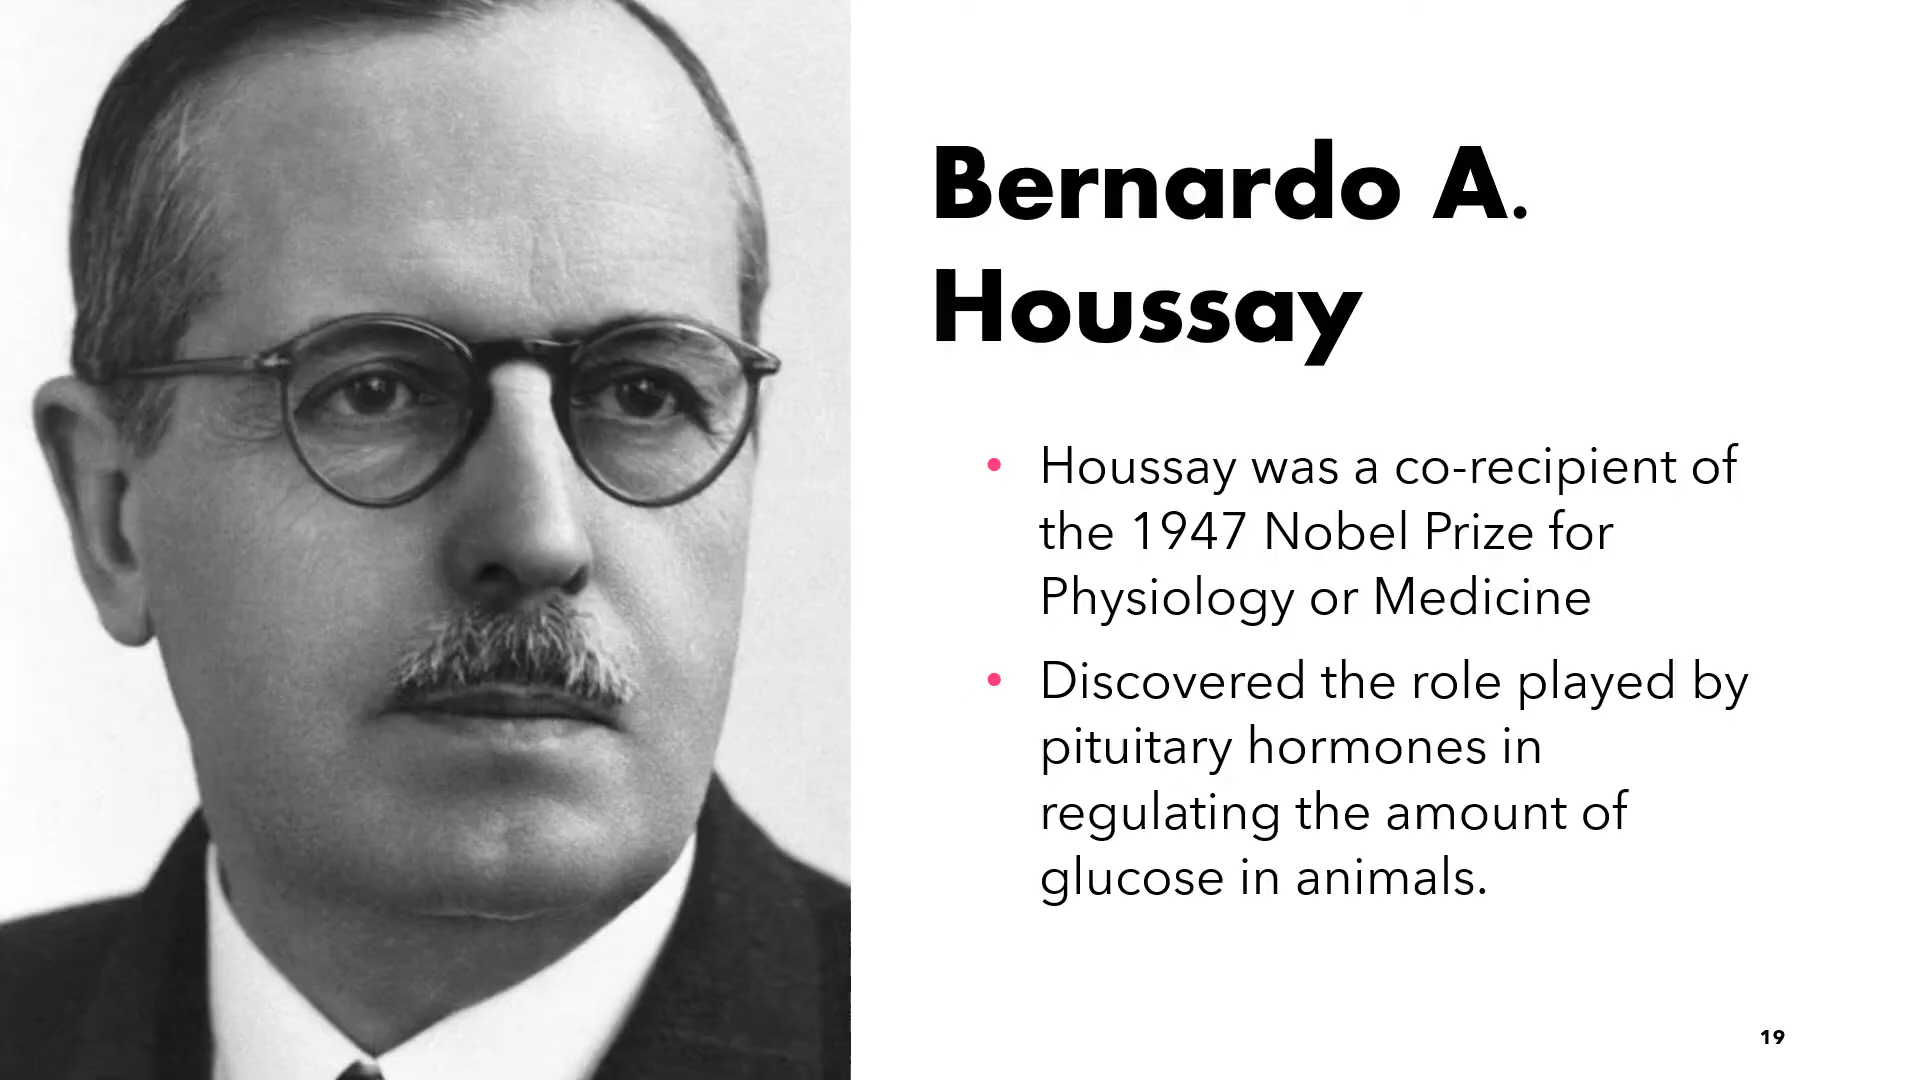 Bernardo A.
Houssay
• Houssay was a co-recipient of
the 1947 Nobel Prize for
Physiology or Medicine
• Discovered the role played by
pituitary hormones in
regulating the amount of
glucose in animals.
19